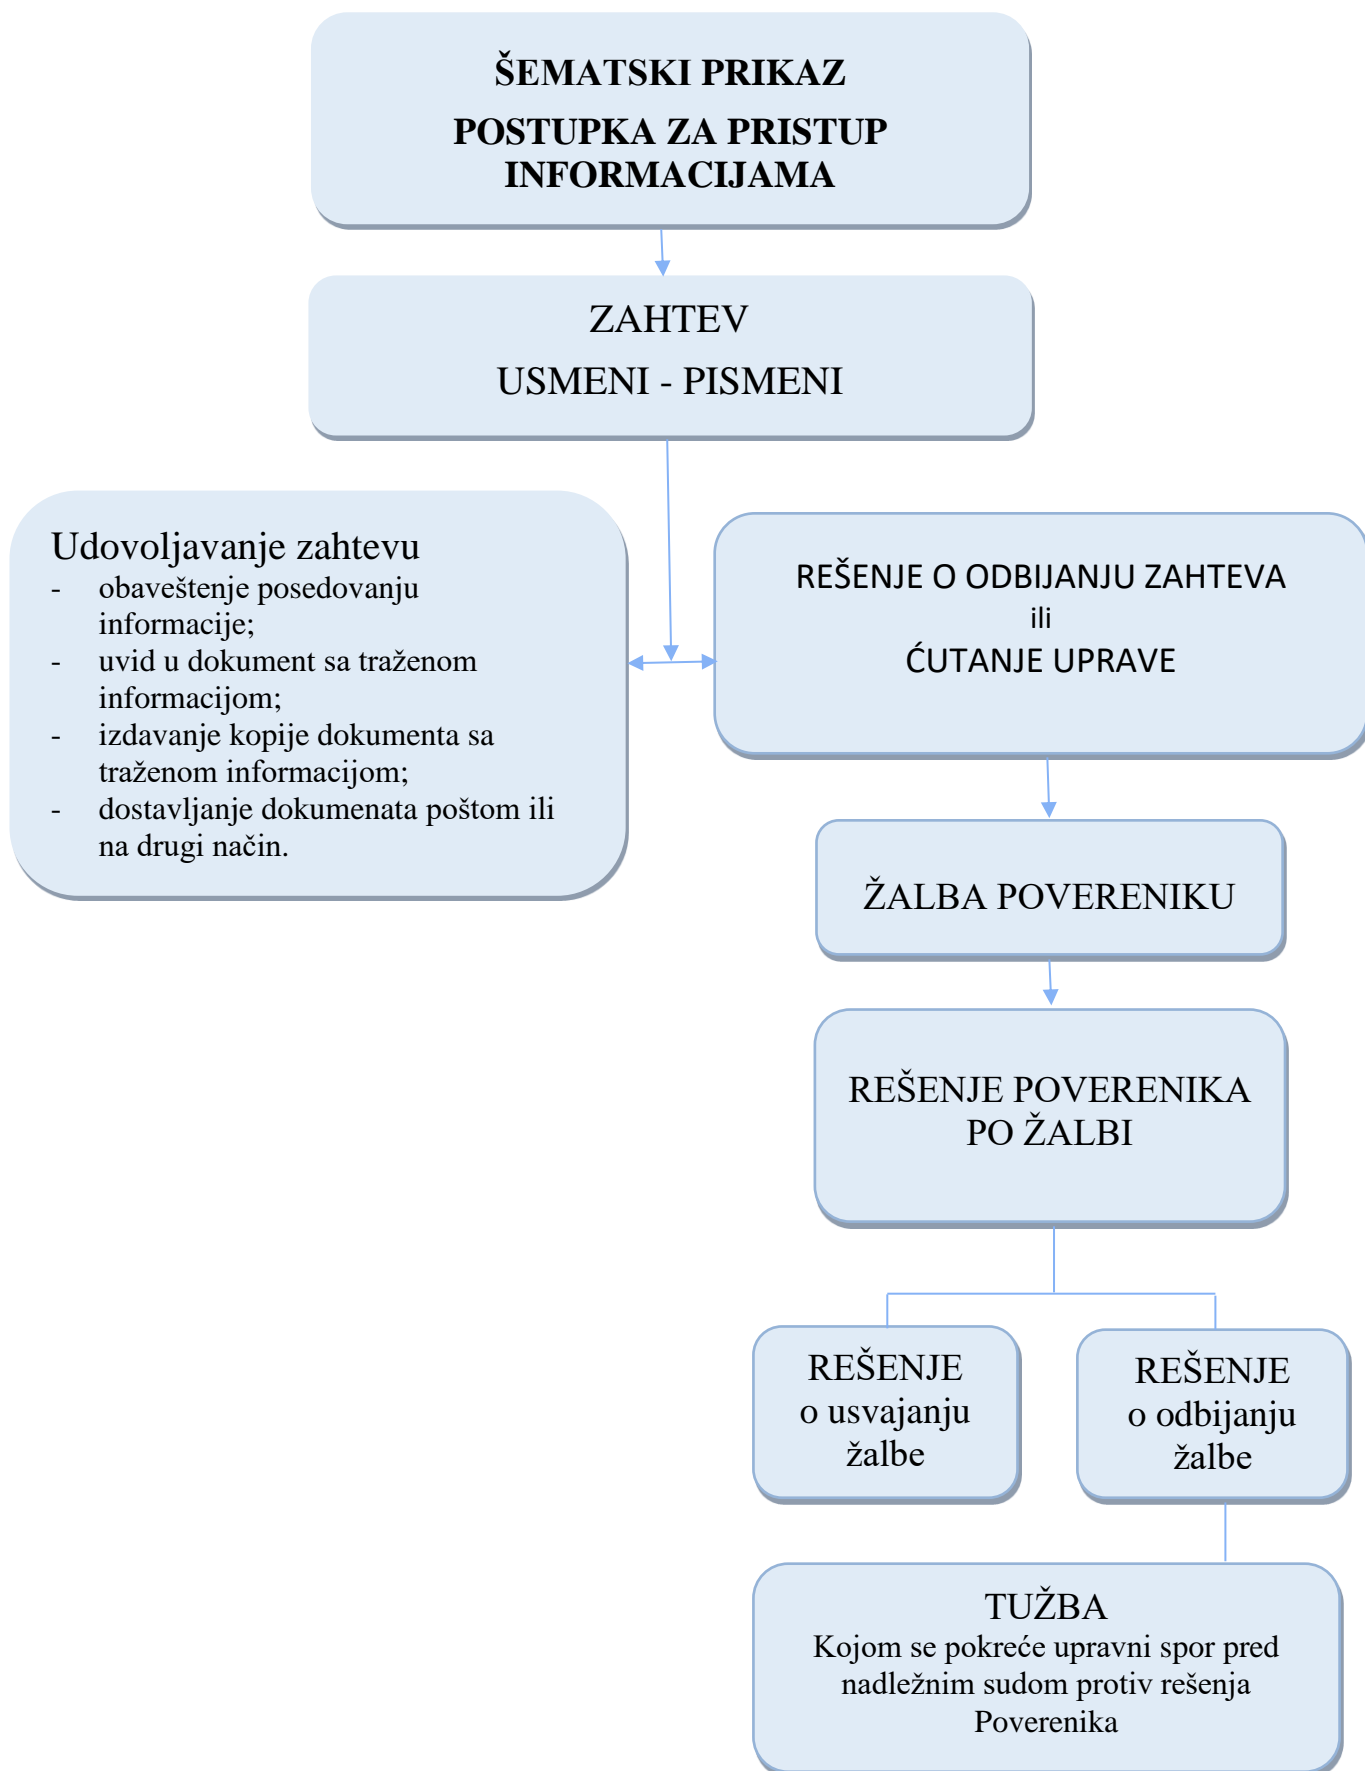 ŠEMATSKI PRIKAZ
POSTUPKA ZA PRISTUP
INFORMACIJAMA
ZAHTEV
USMENI - PISMENI
Udovoljavanje zahtevu
- obaveštenje posedovanju
informacije;
- uvid u dokument sa traženom
informacijom;
- izdavanje kopije dokumenta sa
traženom informacijom;
- dostavljanje dokumenata poštom ili
na drugi način.
REŠENJE O ODBIJANJU ZAHTEVA
ili
ĆUTANJE UPRAVE
ŽALBA POVERENIKU
REŠENJE POVERENIKA
PO ŽALBI
REŠENJE
o usvajanju
žalbe
REŠENJE
o odbijanju
žalbe
TUŽBA
Kojom se pokreće upravni spor pred
nadležnim sudom protiv rešenja
Poverenika